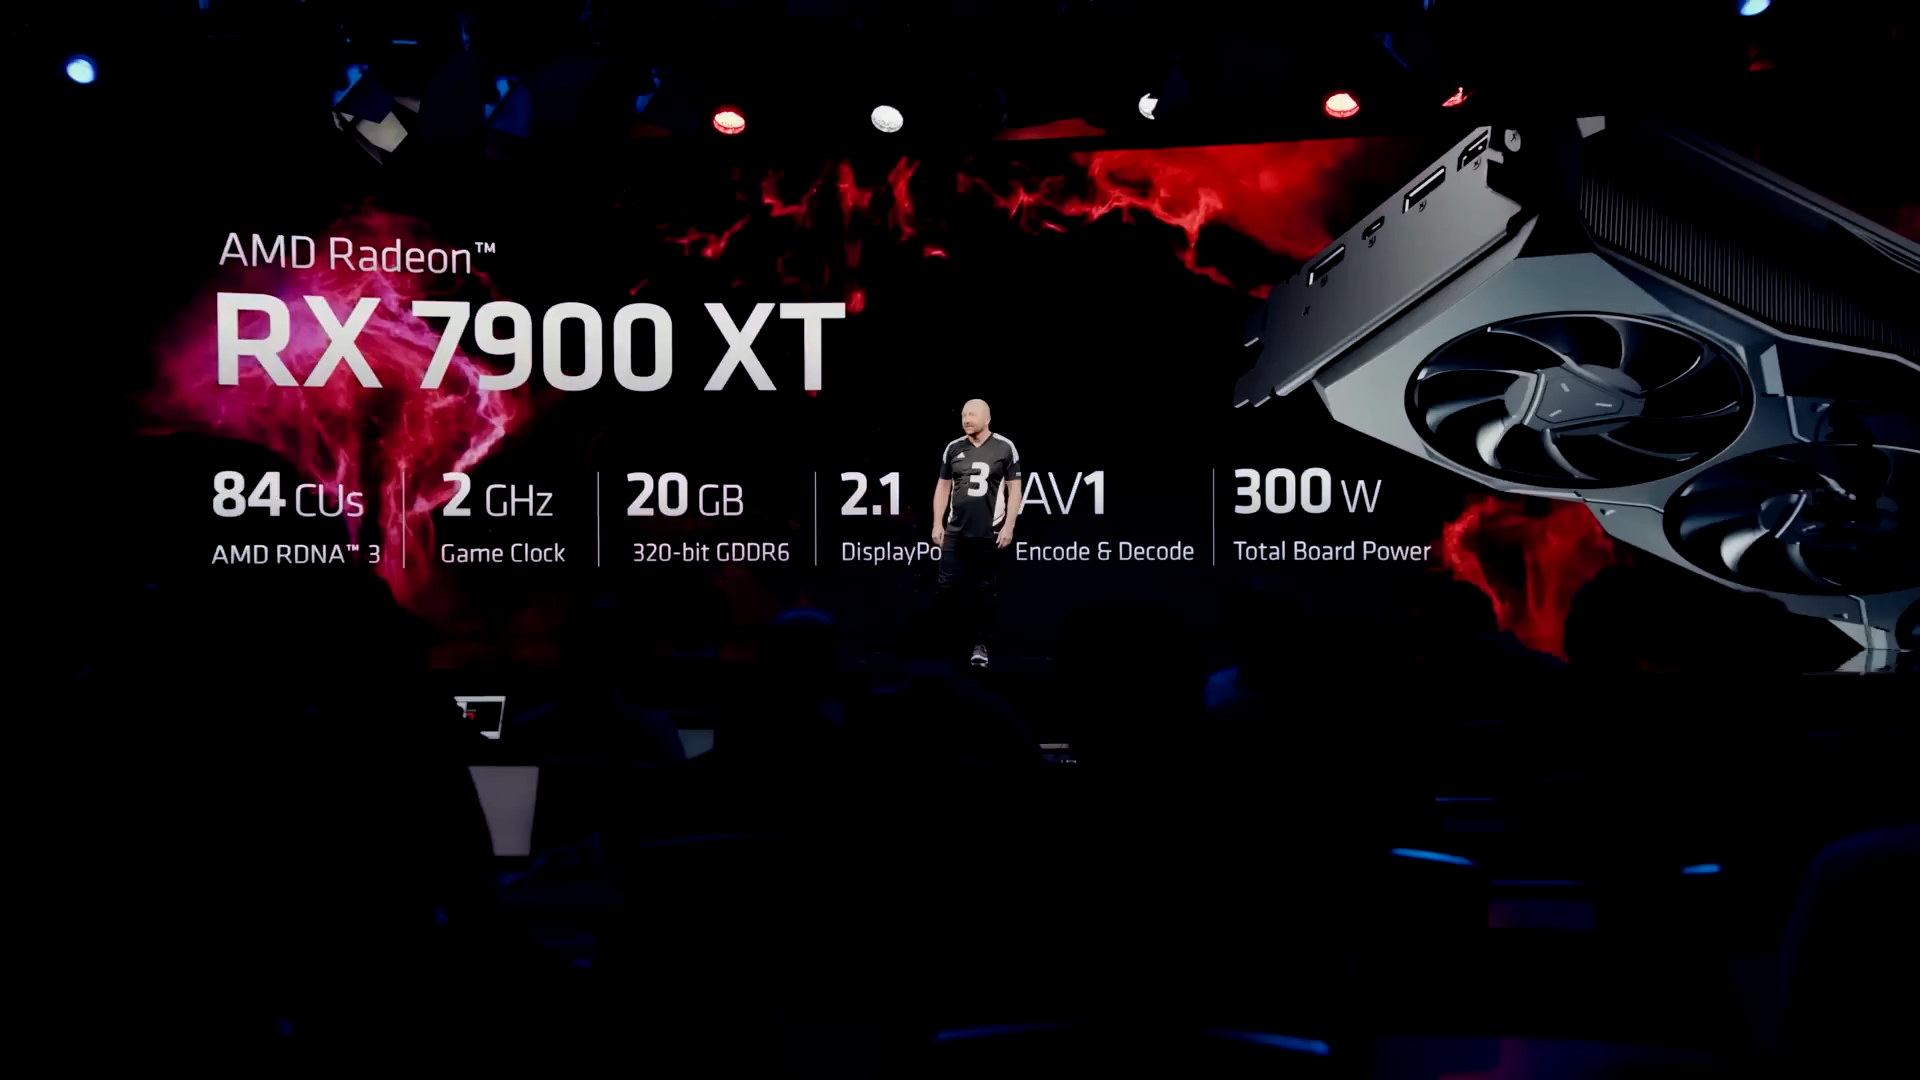 AMD Radeon™
RX 7900 XT
84 CUs
AMD RDNA™ 3
2 GHz
Game Clock
20 GB
320-bit GDDR6
2.1
DisplayPo
3
AV1
Encode & Decode
300 W
Total Board Power